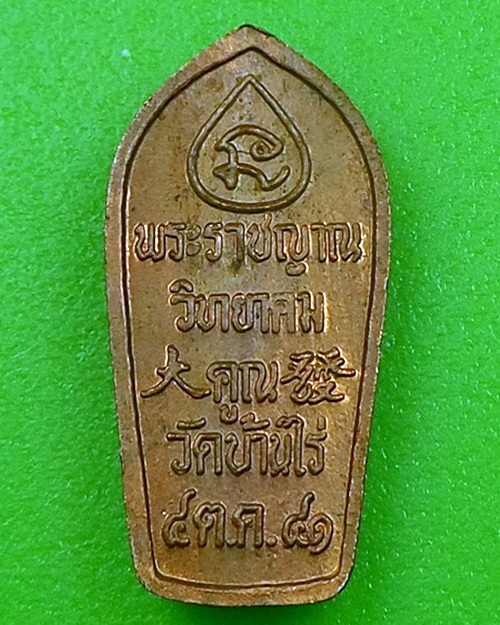 พระราชญาณ
วิทยาคม
大 คูณ 發
วัดบ้านไร่
๔ ต.ค. ๔๑